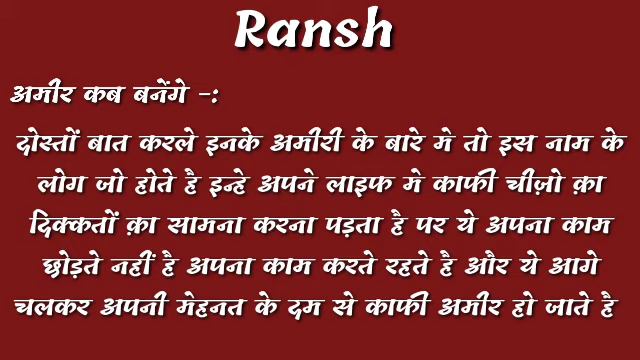 Ransh
अमीर कब बनेंगे -:
दोस्तों बात करले इनके अमीरी के बारे मे तो इस नाम के
लोग जो होते है इन्हे अपने लाइफ मे काफी चीज़ो क़ा
दिक्कतों क़ा सामना करना पड़ता है पर ये अपना काम
छोड़ते नहीं है अपना काम करते रहते है और ये आगे
चलकर अपनी मेहनत के दम से काफी अमीर हो जाते है